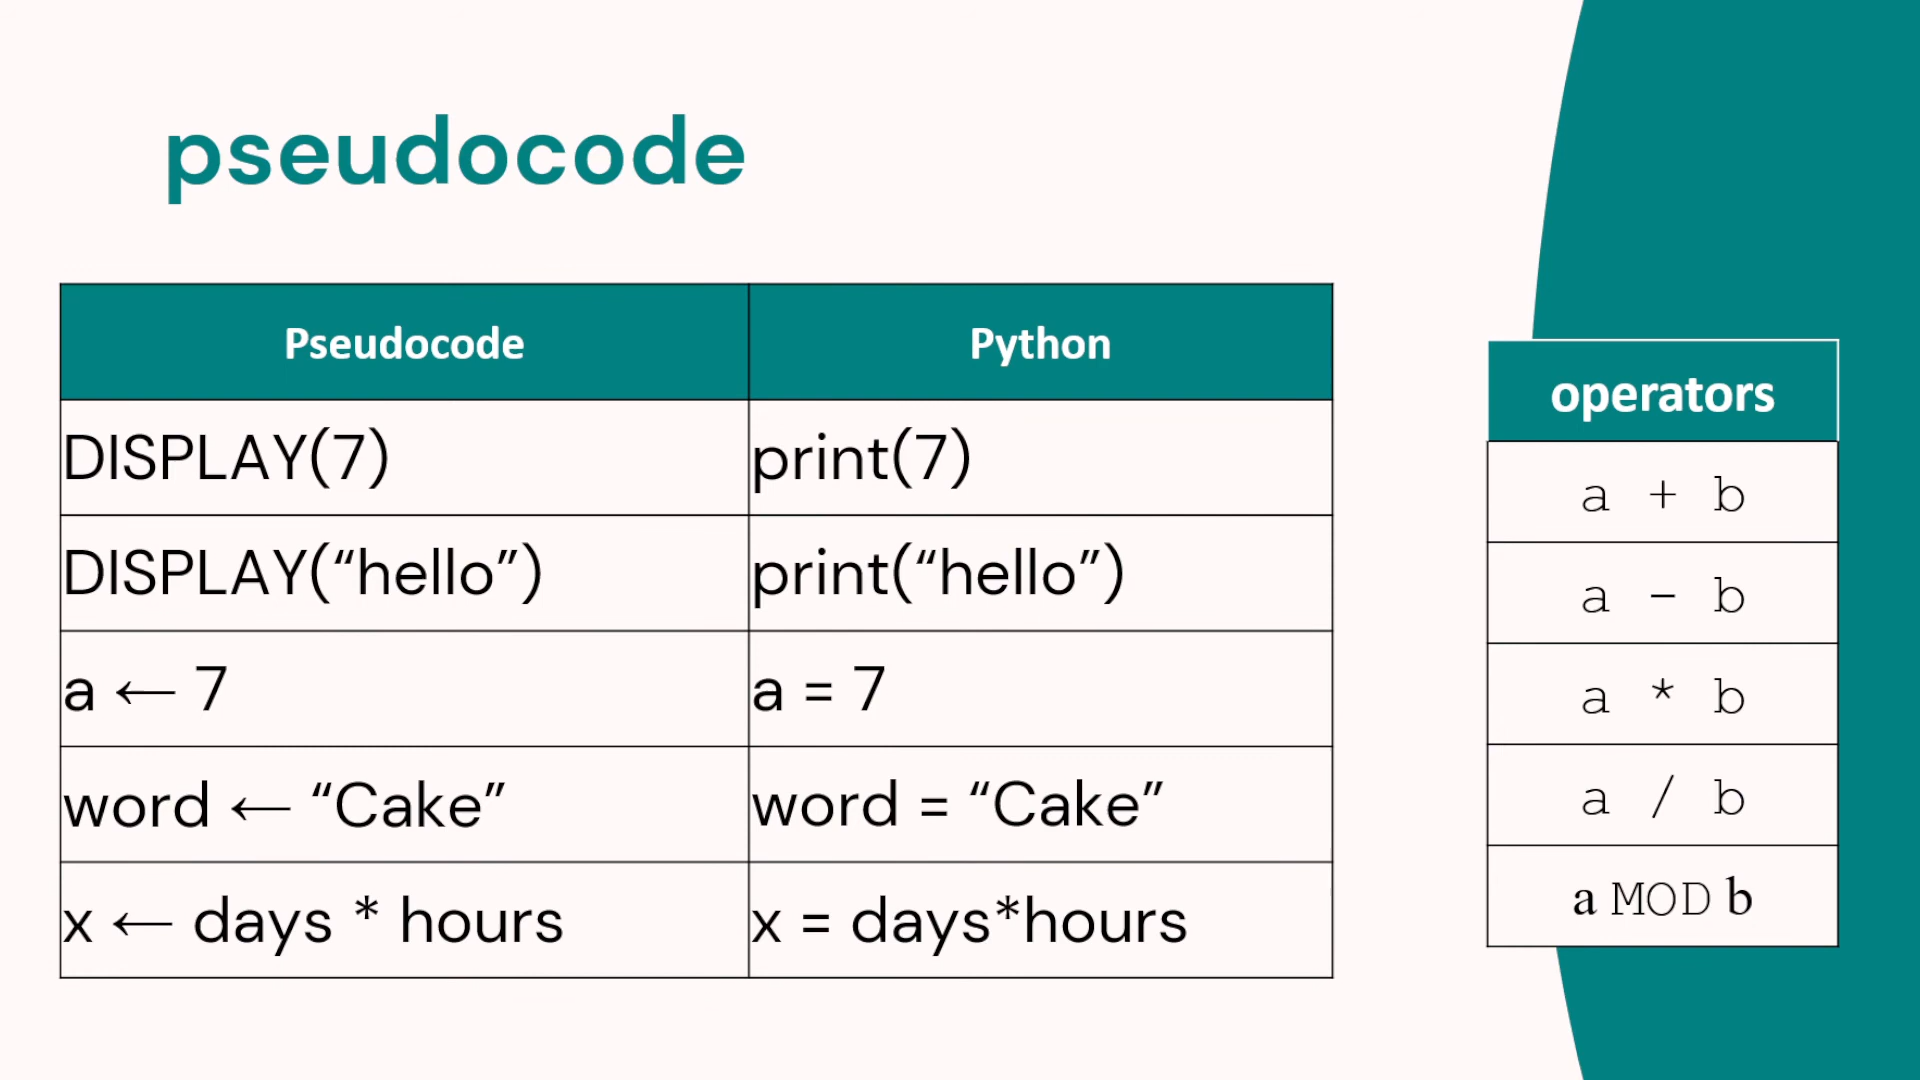 pseudocode
Pseudocode Python
DISPLAY(7) print(7)
DISPLAY(“hello”) print(“hello”)
a ← 7 a = 7
word ← “Cake” word = “Cake”
x ← days * hours x = days*hours
operators
a + b
a - b
a * b
a / b
a MOD b